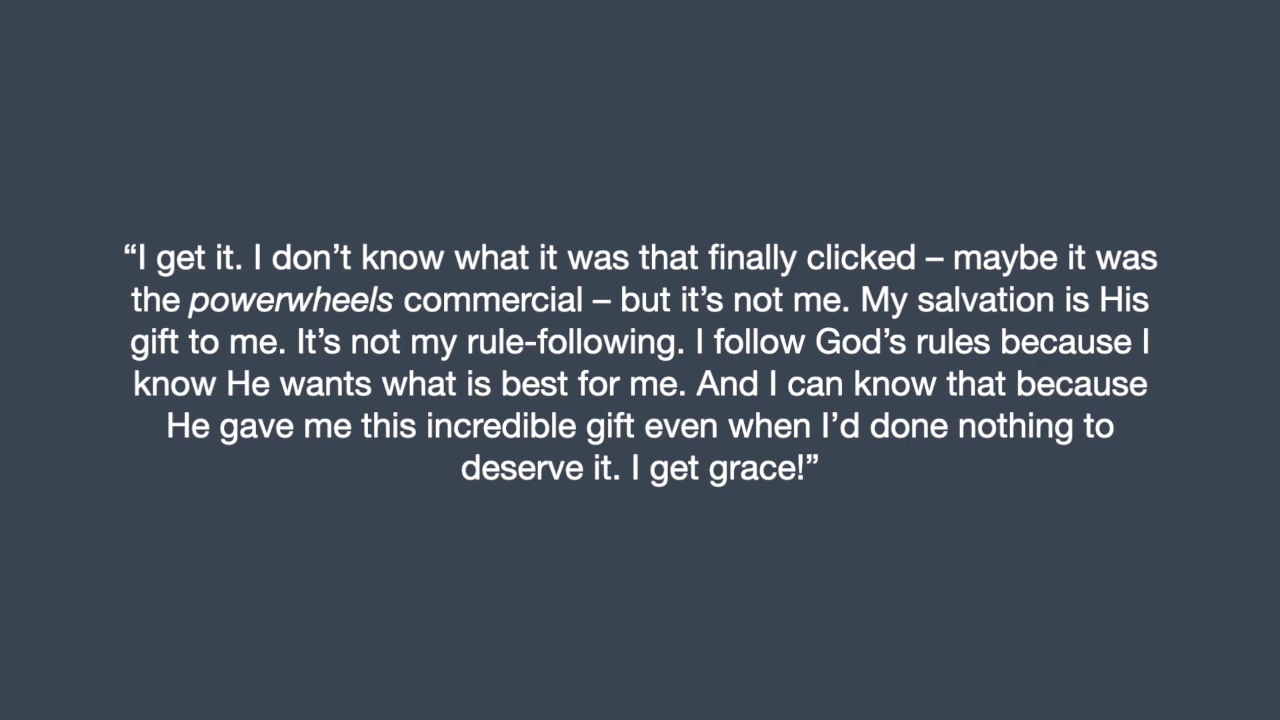 “I get it. I don’t know what it was that finally clicked – maybe it was
the powerwheels commercial – but it’s not me. My salvation is His
gift to me. It’s not my rule-following. I follow God’s rules because I
know He wants what is best for me. And I can know that because
He gave me this incredible gift even when I’d done nothing to
deserve it. I get grace!”